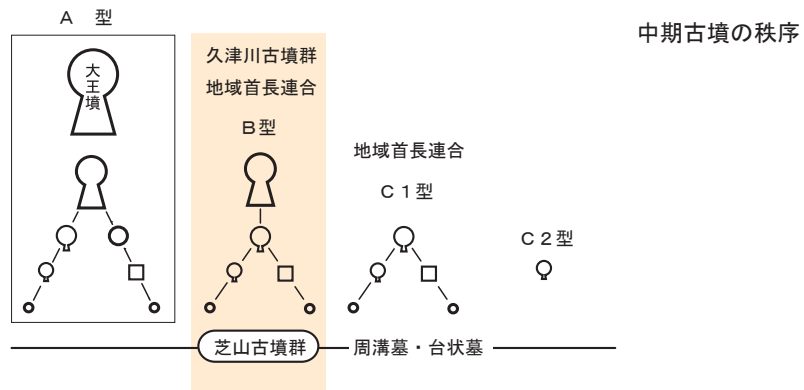 中期古墳の秩序
A 型
大王墳
久津川古墳群
地域首長連合
B型
地域首長連合
C1型
C2型
芝山古墳群
周溝墓・台状墓